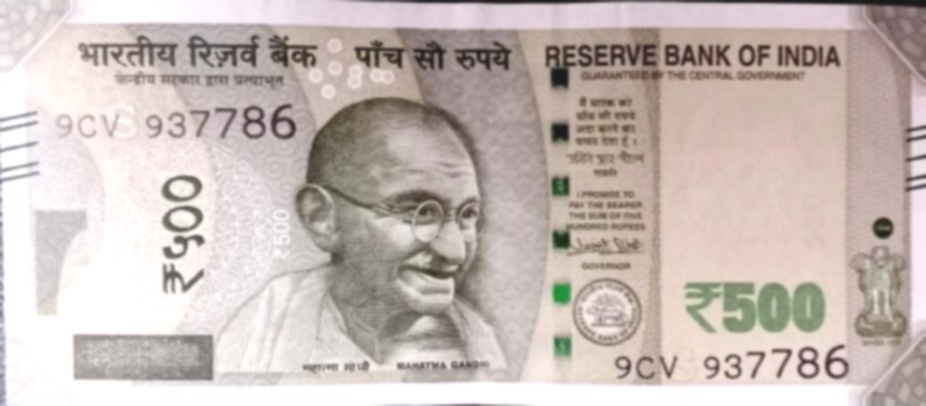 भारतीय रिज़र्व बैंक
पाँच सौ रुपये
RESERVE BANK OF INDIA
केन्द्रीय सरकार द्वारा प्रत्याभूत
GUARANTEED BY THE CENTRAL GOVERNMENT
9CVS 937786
₹५००
₹500
मैं धारक को
पाँच सौ रुपये
अदा करने का
वचन देता हूँ ।
I PROMISE TO
PAY THE BEARER
THE SUM OF FIVE
HUNDRED RUPEES
GOVERNOR
₹500
महात्मा गांधी
MAHATMA GANDHI
9CV 937786